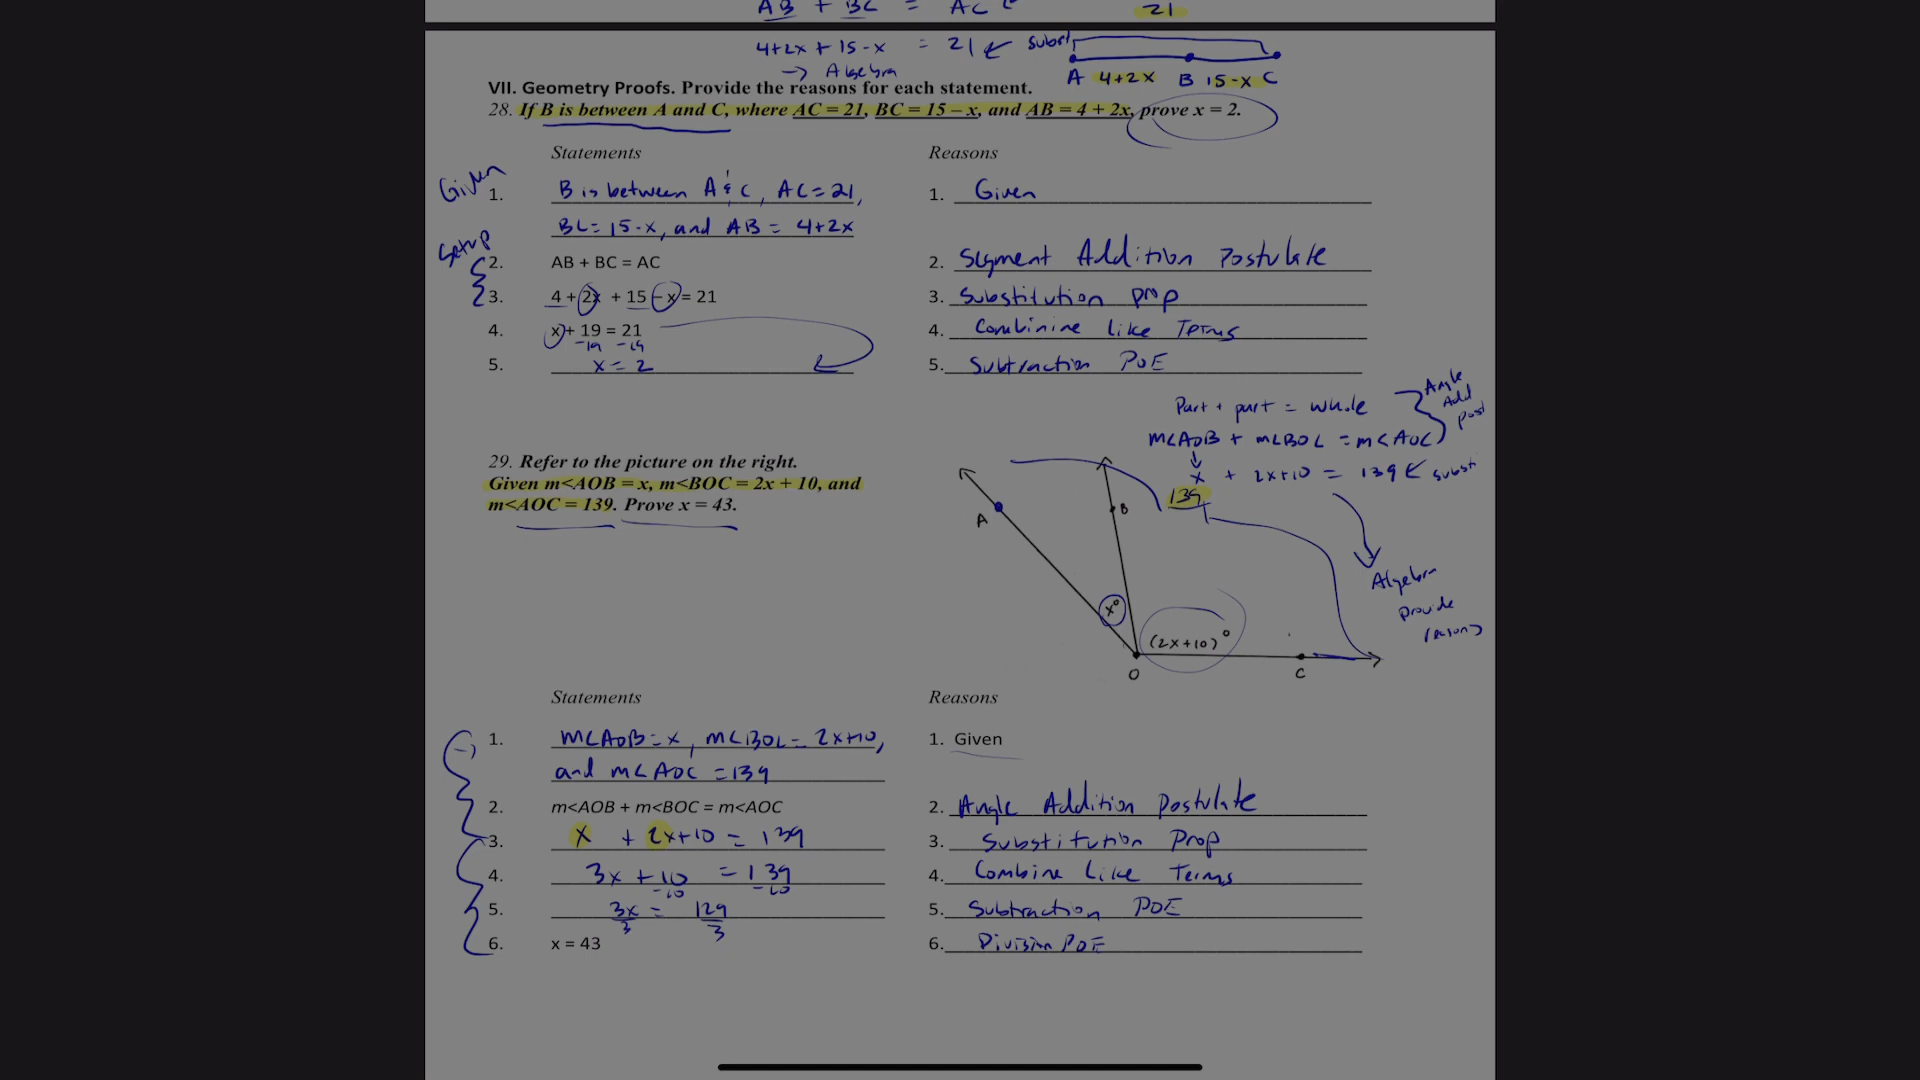 AB + BC = AC
21
4+2x + 15-x = 21 ← Subst
→ Algebra
A 4+2x B 15-x C
VII. Geometry Proofs. Provide the reasons for each statement.
28. If B is between A and C, where AC = 21, BC = 15 – x, and AB = 4 + 2x, prove x = 2.
Statements Reasons
Given
1. B is between A & C, AC = 21, 1. Given
BC = 15-x, and AB = 4+2x
Setup
2. AB + BC = AC 2. Segment Addition Postulate
3. 4 + 2x + 15 – x = 21 3. Substitution prop
4. x + 19 = 21 4. Combinine like Terms
-19 -19
5. x = 2 5. Subtraction PoE
Part + part = whole
Angle Add post
m<AOB + m<BOC = m<AOC
x + 2x+10 = 139 ← subst
29. Refer to the picture on the right.
Given m<AOB = x, m<BOC = 2x + 10, and
m<AOC = 139. Prove x = 43.
139
A
B
x°
(2x+10)°
O
C
Algebra
provide
Statements Reasons
1. m<AOB = x, m<BOC = 2x+10, 1. Given
and m<AOC = 139
2. m<AOB + m<BOC = m<AOC 2. Angle Addition Postulate
3. x + 2x+10 = 139 3. Substitution Prop
4. 3x + 10 = 139 4. Combine Like Terms
-10 -10
5. 3x = 129 5. Subtraction POE
3 3
6. x = 43 6. Division POE